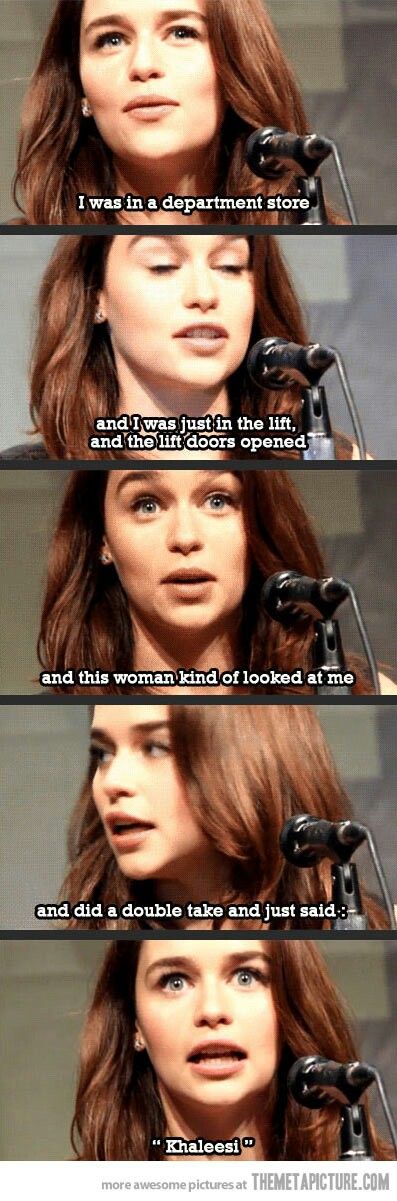 I was in a department store
and I was just in the lift,
and the lift doors opened
and this woman kind of looked at me
and did a double take and just said :
“ Khaleesi ”
more awesome pictures at THEMETAPICTURE.COM